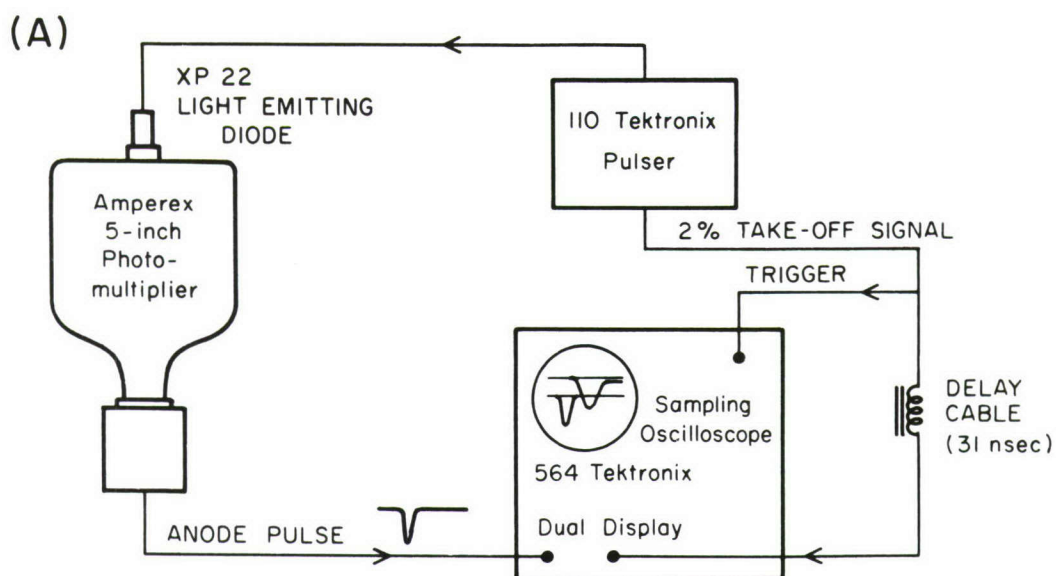 (A)
XP 22
LIGHT EMITTING
DIODE
110 Tektronix
Pulser
Amperex
5-inch
Photo-
multiplier
2% TAKE-OFF SIGNAL
TRIGGER
Sampling
Oscilloscope
564 Tektronix
DELAY
CABLE
(31 nsec)
ANODE PULSE
Dual Display